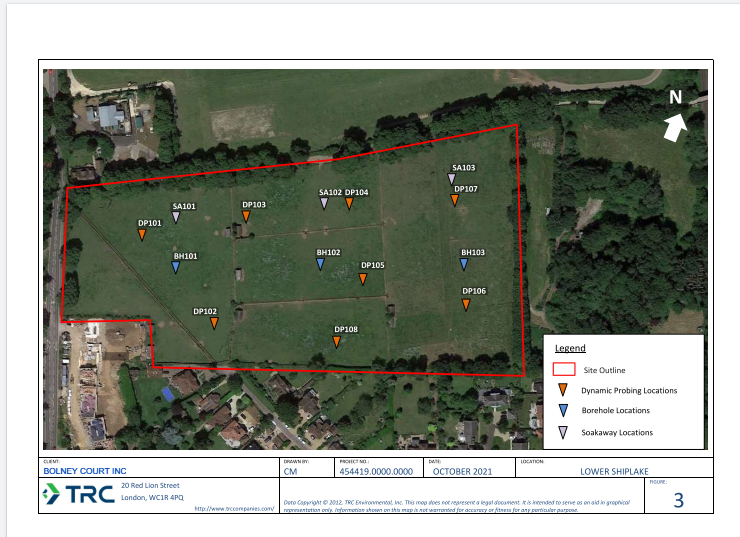 N
SA103
DP107
SA102 DP104
SA101
DP103
DP101
BH101
BH102
BH103
DP105
DP106
DP102
DP108
Legend
Site Outline
Dynamic Probing Locations
Borehole Locations
Soakaway Locations
CLIENT:
BOLNEY COURT INC
DRAWN BY:
CM
PROJECT NO.:
454419.0000.0000
DATE:
OCTOBER 2021
LOCATION:
LOWER SHIPLAKE
TRC
20 Red Lion Street
London, WC1R 4PQ
http://www.trccompanies.com/
Data Copyright © 2012, TRC Environmental, Inc. This map does not represent a legal document. It is intended to serve as an aid in graphical
representation only. Information shown on this map is not warranted for accuracy or fitness for any particular purpose.
FIGURE:
3